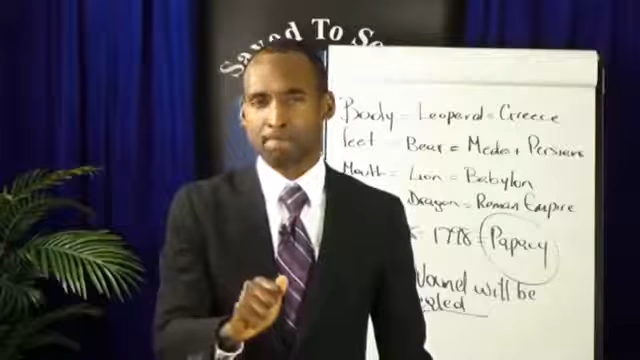 Saved To Se
Body = Leopard = Greece
feet = Bear = Medes + Persians
Mouth = Lion = Babylon
Dragon = Roman Empire
1798 = Papacy
Wound will be